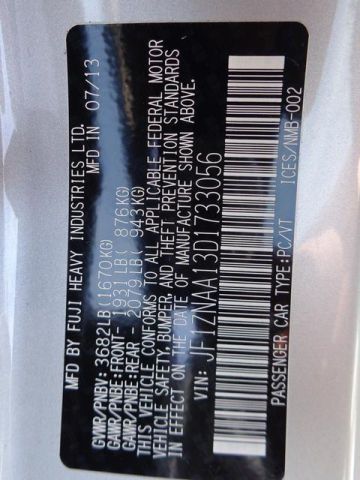 MFD BY FUJI HEAVY INDUSTRIES LTD.
MFD IN 07/13
GVWR/PNBV: 3682LB(1670KG)
GAWR/PNBE:FRONT- 1931LB( 876KG)
GAWR/PNBE:REAR - 2079LB( 943KG)
THIS VEHICLE CONFORMS TO ALL APPLICABLE FEDERAL MOTOR
VEHICLE SAFETY, BUMPER, AND THEFT PREVENTION STANDARDS
IN EFFECT ON THE DATE OF MANUFACTURE SHOWN ABOVE.
VIN: JF1ZNAA13D1733056
PASSENGER CAR TYPE:PC/VT ICES/NMB-002